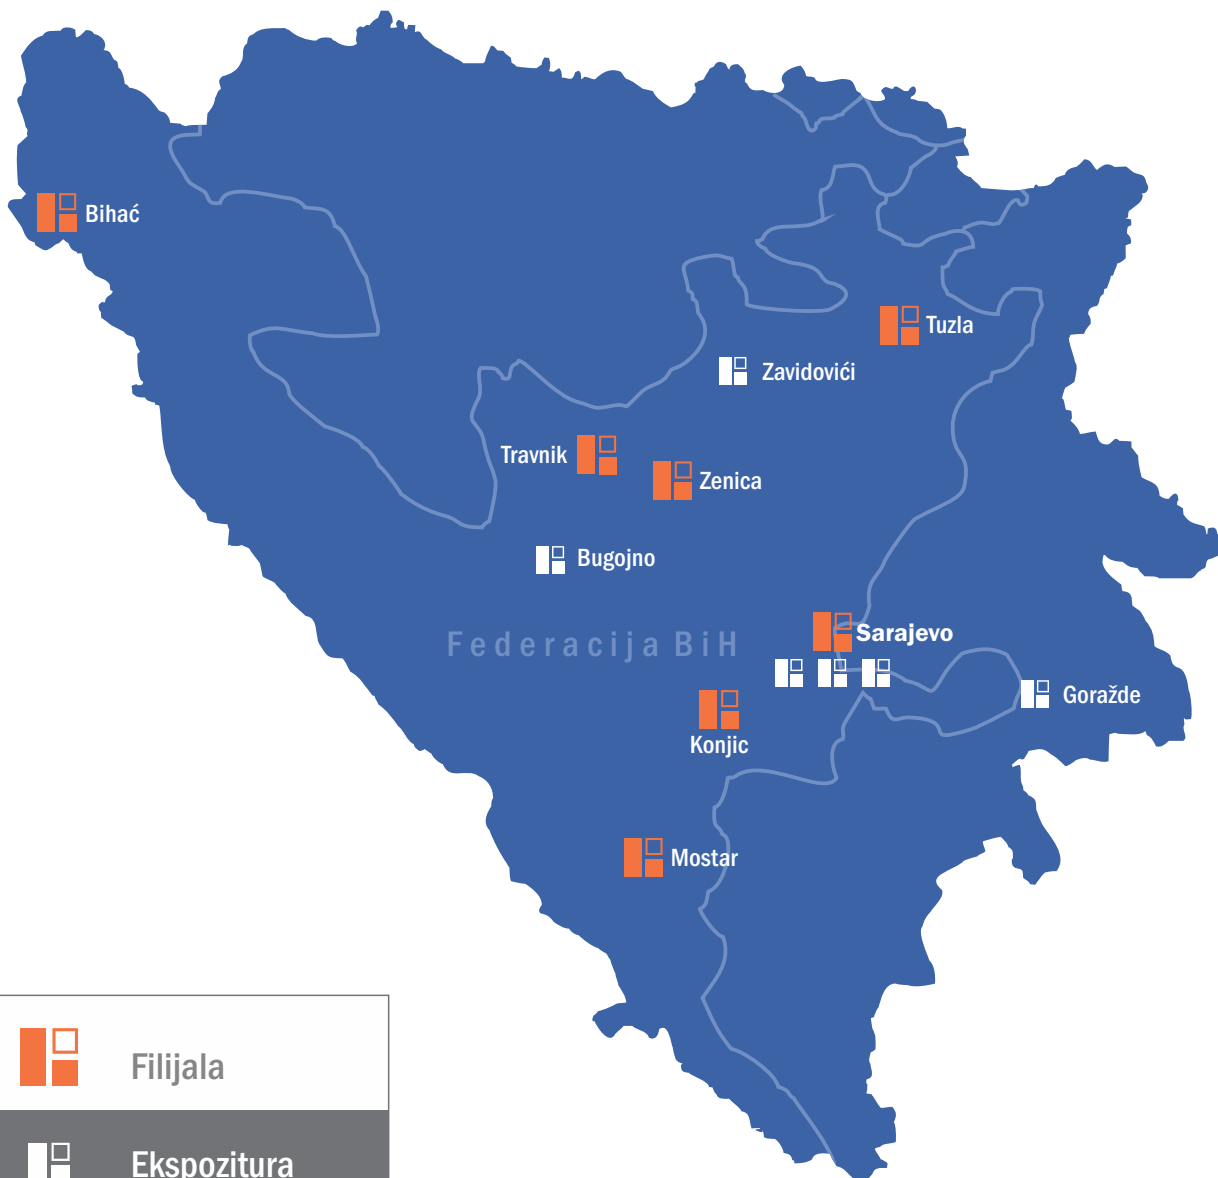 Bihać
Tuzla
Zavidovići
Travnik
Zenica
Bugojno
Federacija BiH
Sarajevo
Goražde
Konjic
Mostar
Filijala
Ekspozitura